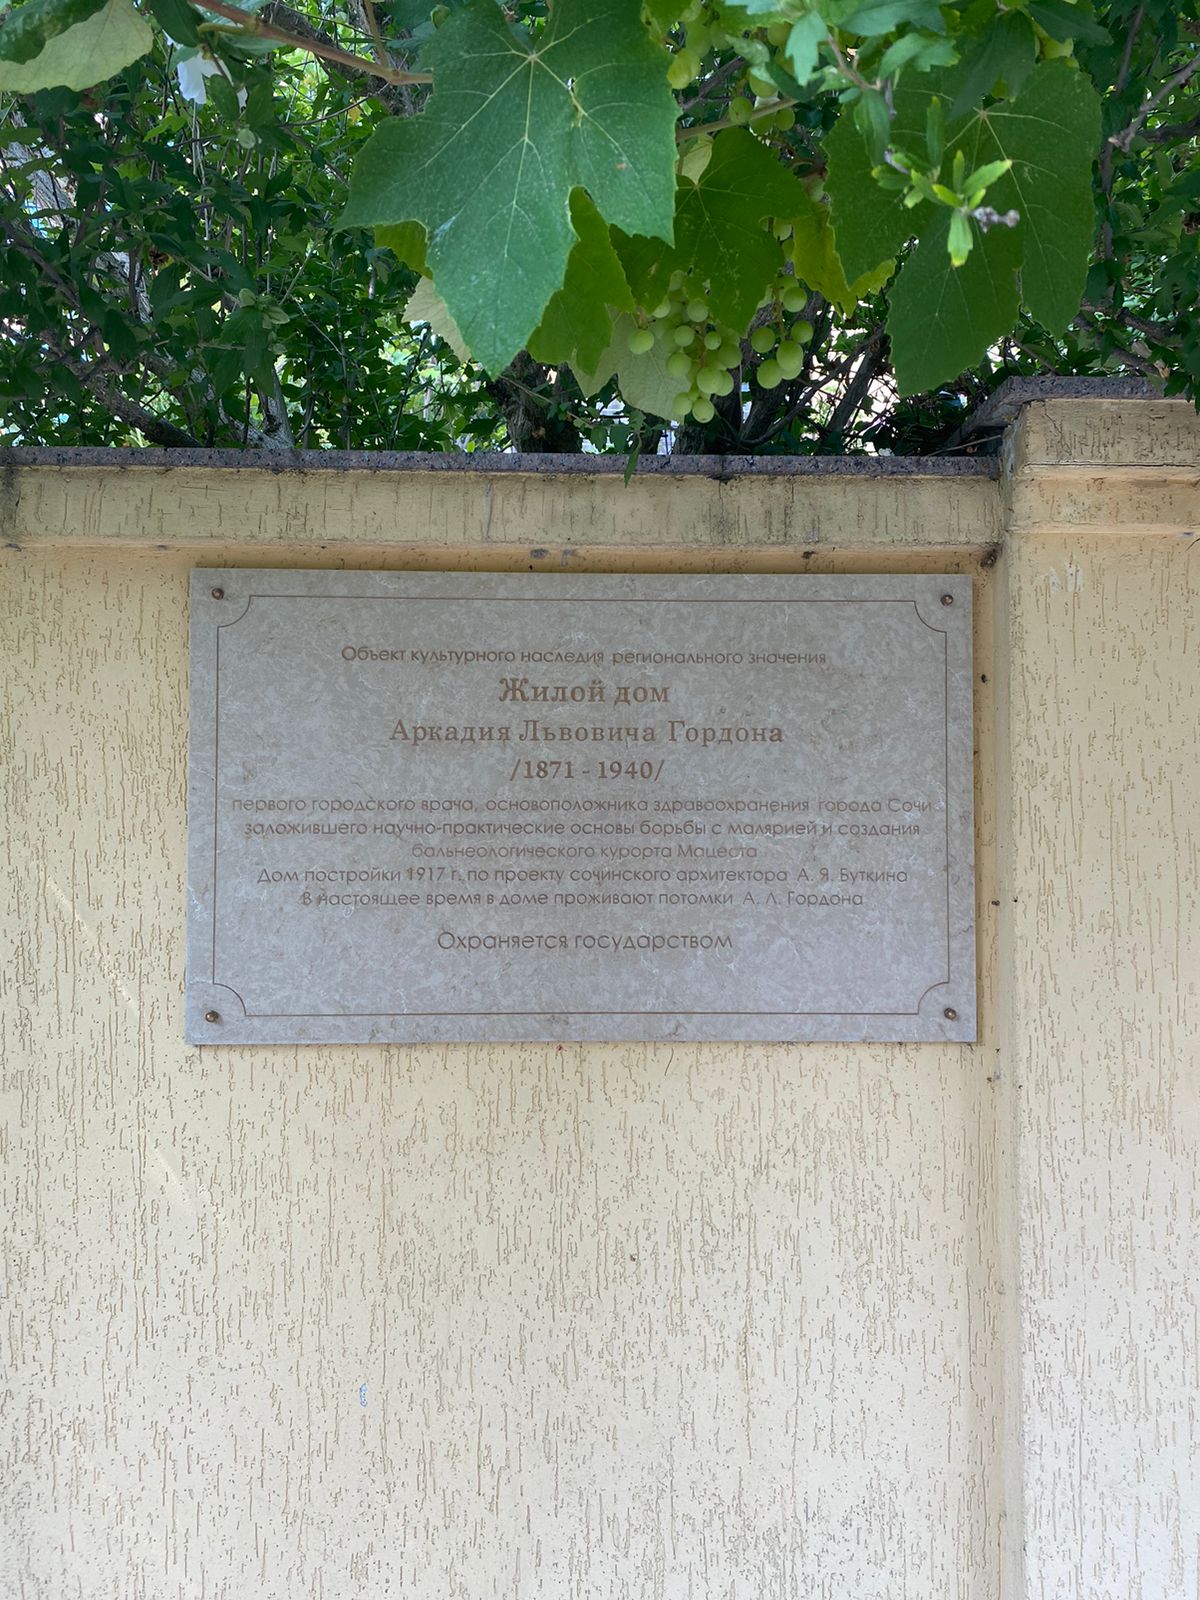 Объект культурного наследия регионального значения
Жилой дом
Аркадия Львовича Гордона
/1871 - 1940/
первого городского врача, основоположника здравоохранения города Сочи,
заложившего научно-практические основы борьбы с малярией и создания
бальнеологического курорта Мацеста
Дом постройки 1917 г. по проекту сочинского архитектора А. Я. Буткина
В настоящее время в доме проживают потомки А. Л. Гордона
Охраняется государством